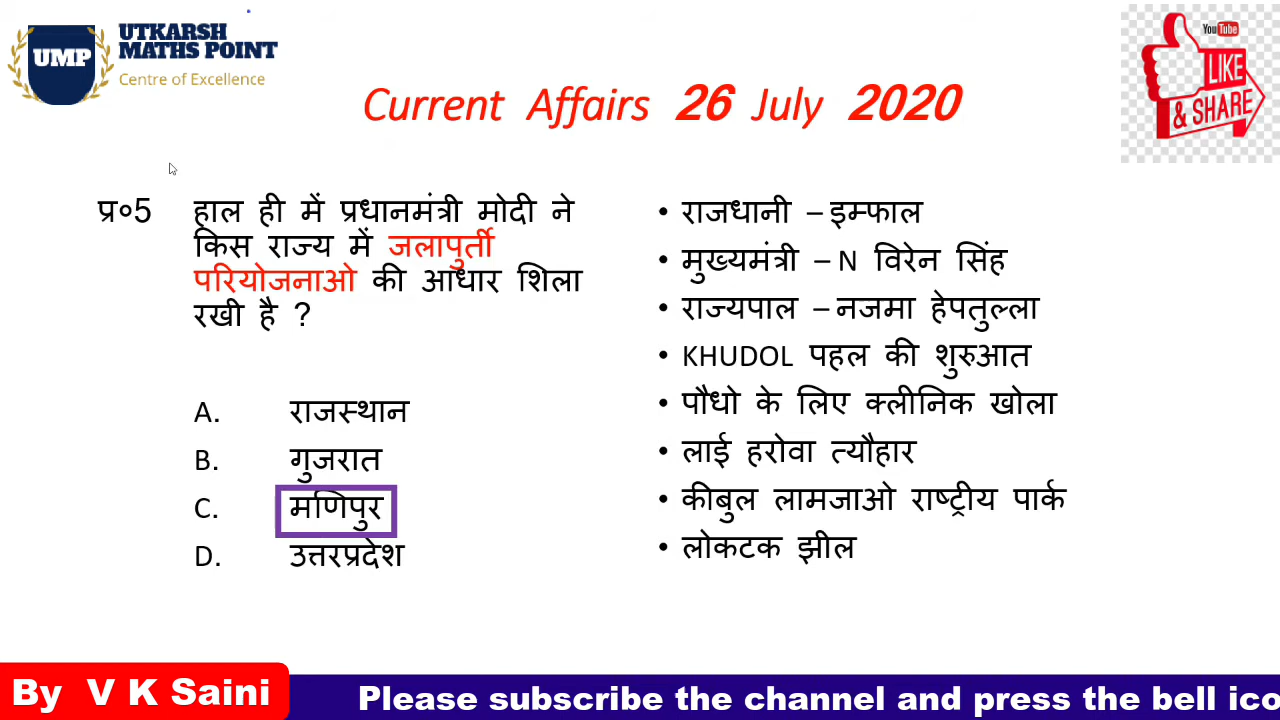 UTKARSH
MATHS POINT
UMP
Centre of Excellence
YouTube
LIKE
& SHARE
Current Affairs 26 July 2020
प्र०5 हाल ही में प्रधानमंत्री मोदी ने
किस राज्य में जलापुर्ती
परियोजनाओ की आधार शिला
रखी है ?
A. राजस्थान
B. गुजरात
C. मणिपुर
D. उत्तरप्रदेश
• राजधानी – इम्फाल
• मुख्यमंत्री – N विरेन सिंह
• राज्यपाल – नजमा हेपतुल्ला
• KHUDOL पहल की शुरुआत
• पौधो के लिए क्लीनिक खोला
• लाई हरोवा त्यौहार
• कीबुल लामजाओ राष्ट्रीय पार्क
• लोकटक झील
By V K Saini
Please subscribe the channel and press the bell ico